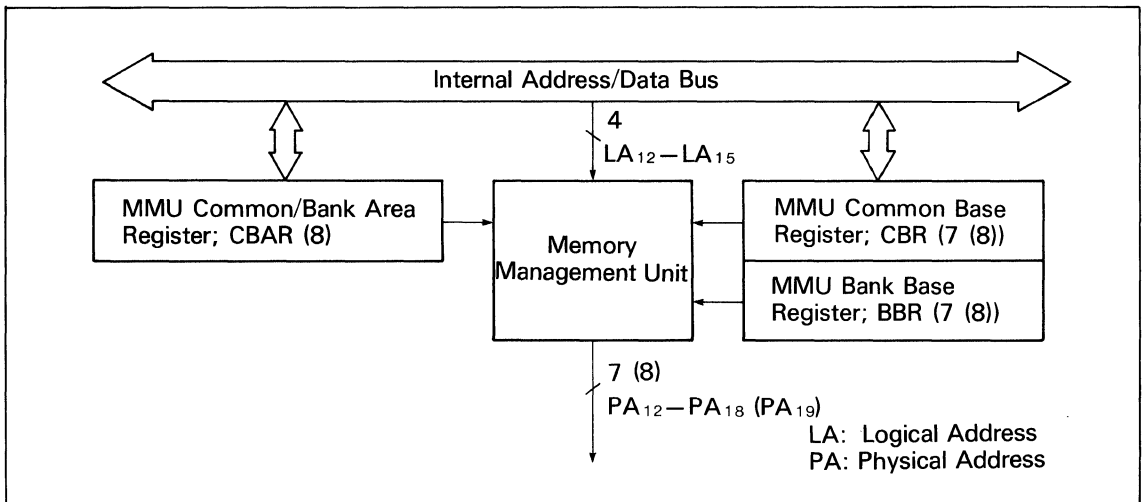 Internal Address/Data Bus
4
LA₁₂—LA₁₅
MMU Common/Bank Area
Register; CBAR (8)
Memory
Management Unit
MMU Common Base
Register; CBR (7 (8))
MMU Bank Base
Register; BBR (7 (8))
7 (8)
PA₁₂—PA₁₈ (PA₁₉)
LA: Logical Address
PA: Physical Address